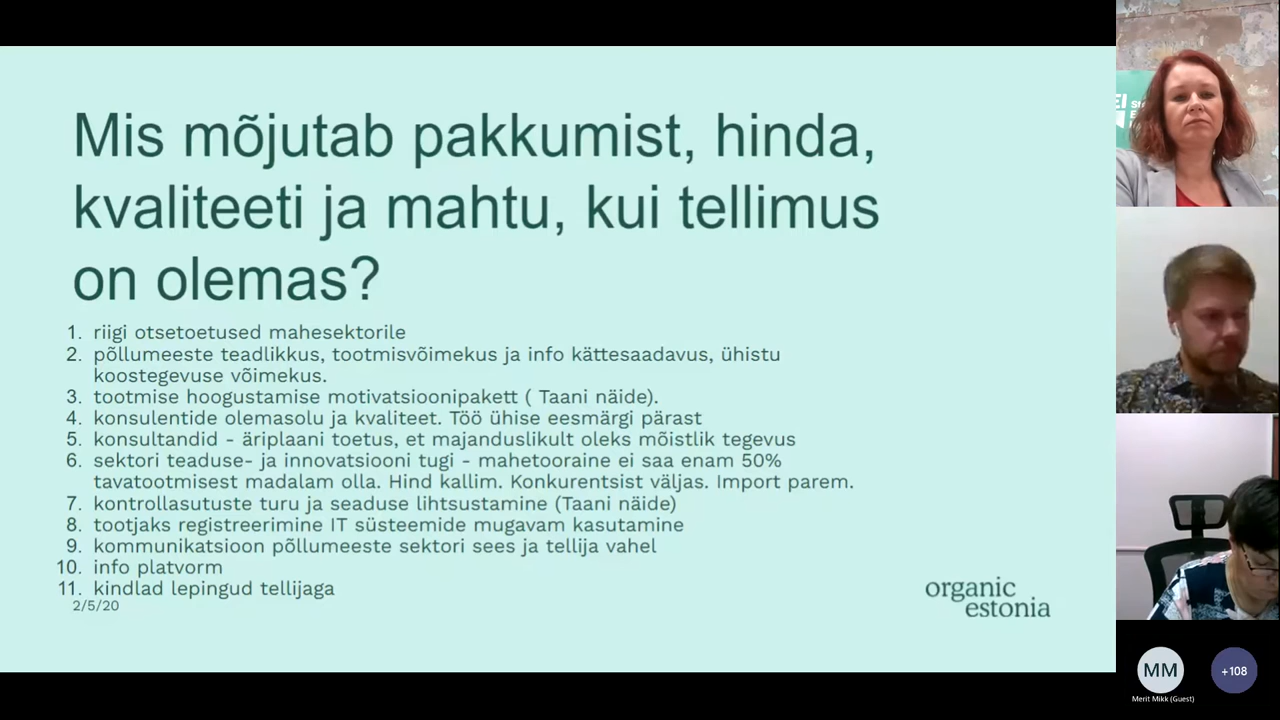 Mis mõjutab pakkumist, hinda,
kvaliteeti ja mahtu, kui tellimus
on olemas?
1. riigi otsetoetused mahesektorile
2. põllumeeste teadlikkus, tootmisvõimekus ja info kättesaadavus, ühistu
koostegevuse võimekus.
3. tootmise hoogustamise motivatsioonipakett ( Taani näide).
4. konsulentide olemasolu ja kvaliteet. Töö ühise eesmärgi pärast
5. konsultandid - äriplaani toetus, et majanduslikult oleks mõistlik tegevus
6. sektori teaduse- ja innovatsiooni tugi - mahetooraine ei saa enam 50%
tavatootmisest madalam olla. Hind kallim. Konkurentsist väljas. Import parem.
7. kontrollasutuste turu ja seaduse lihtsustamine (Taani näide)
8. tootjaks registreerimine IT süsteemide mugavam kasutamine
9. kommunikatsioon põllumeeste sektori sees ja tellija vahel
10. info platvorm
11. kindlad lepingud tellijaga
2/5/20
organic
estonia
MM
+108
Merit Mikk (Guest)